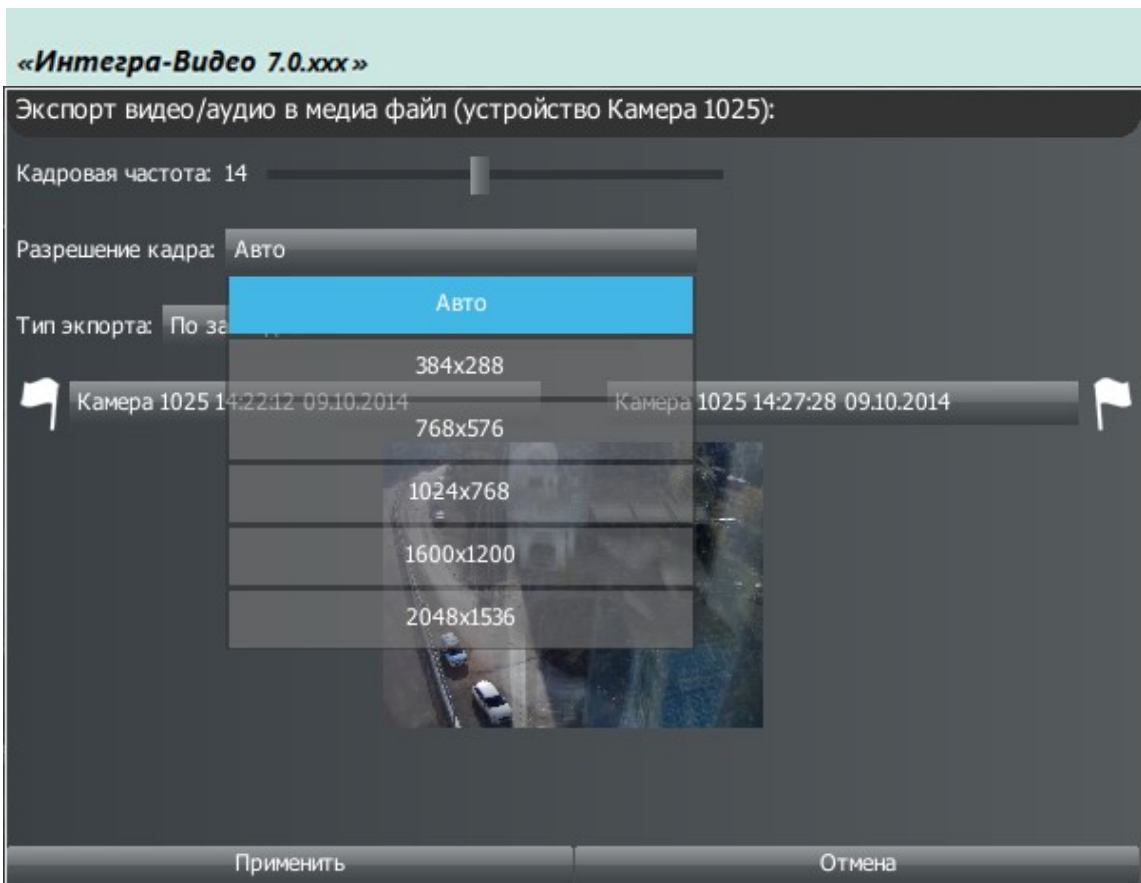 «Интегра-Видео 7.0.xxx»
Экспорт видео/аудио в медиа файл (устройство Камера 1025):
Кадровая частота: 14
Разрешение кадра: Авто
Авто
Тип экпорта: По
384x288
Камера 1025 14:22:12 09.10.2014 Камера 1025 14:27:28 09.10.2014
768x576
1024x768
1600x1200
2048x1536
Применить Отмена